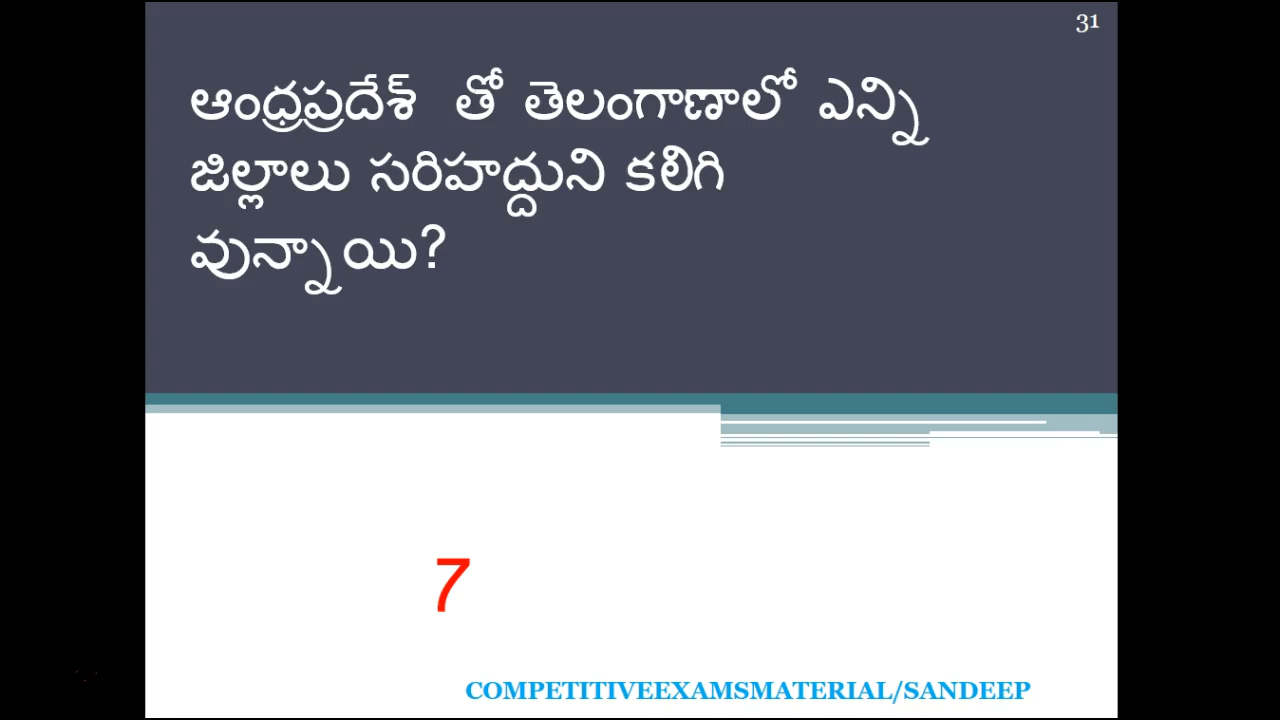 31
ఆంధ్రప్రదేశ్ తో తెలంగాణాలో ఎన్ని
జిల్లాలు సరిహద్దుని కలిగి
వున్నాయి?
7
COMPETITIVEEXAMSMATERIAL/SANDEEP